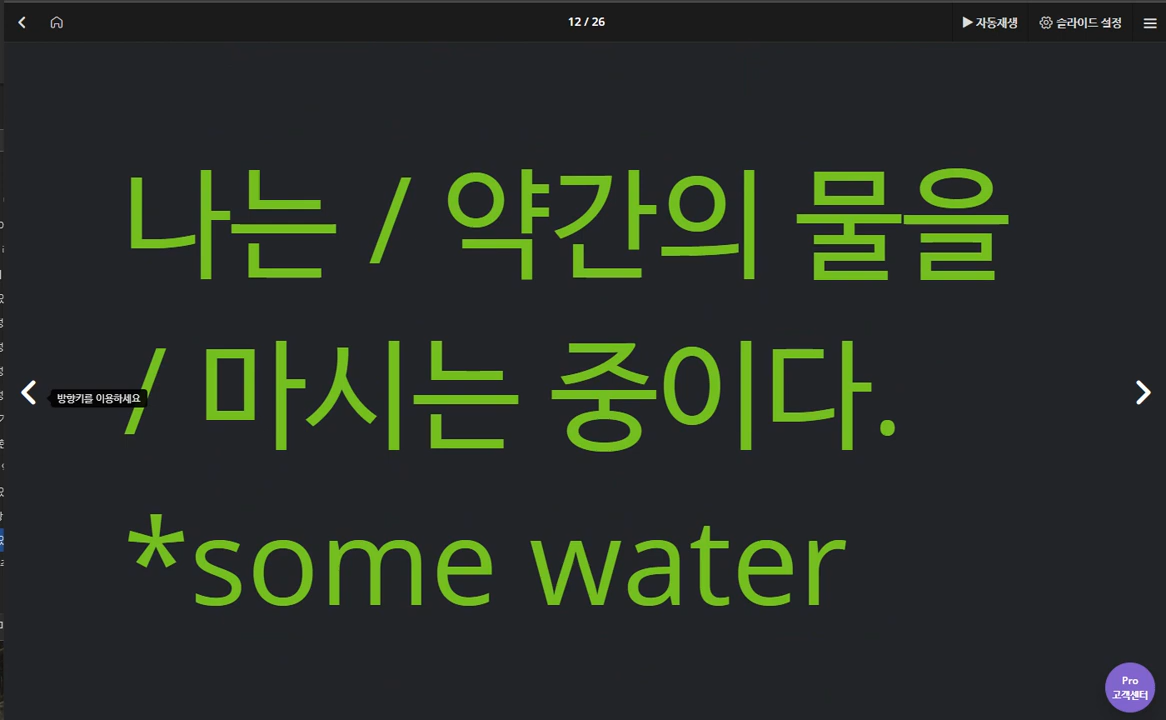 12 / 26
▶ 자동재생
슬라이드 설정
나는 / 약간의 물을
/ 마시는 중이다.
*some water
방향키를 이용하세요
Pro
고객센터